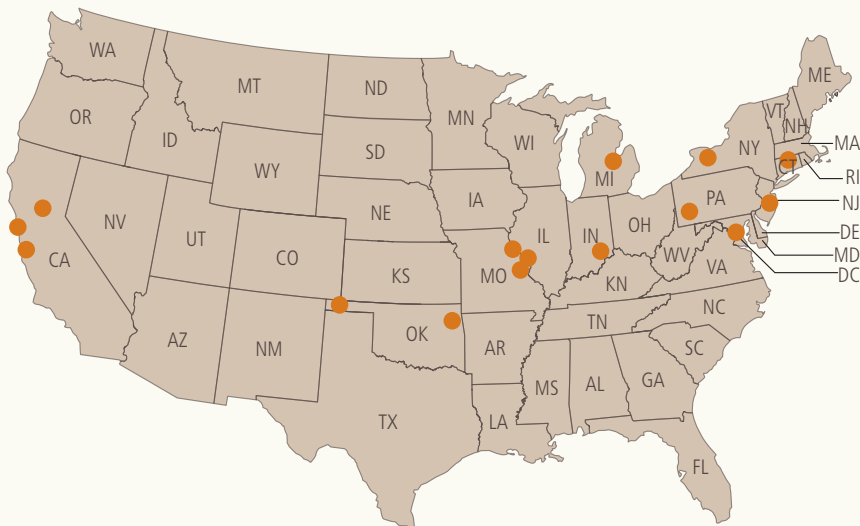 WA
MT
ND
MN
ME
OR
ID
SD
WI
VT
NH
NY
MA
WY
MI
CT
RI
IA
PA
NJ
NV
NE
IL
IN
OH
DE
UT
CO
WV
MD
CA
KS
MO
VA
DC
KN
NC
TN
AZ
NM
OK
AR
SC
TX
MS
AL
GA
LA
FL